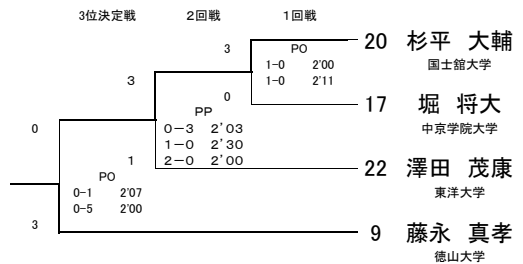 3位決定戦　２回戦　１回戦
3
PO
1-0　2'00
1-0　2'11
20　杉平　大輔
国士舘大学
3
0
17　堀　将大
中京学院大学
PP
0−3　2’03
1−0　2’30
2−0　2’00
0
1
22　澤田　茂康
東洋大学
PO
0-1　2'07
0-5　2'00
3
9　藤永　真孝
徳山大学